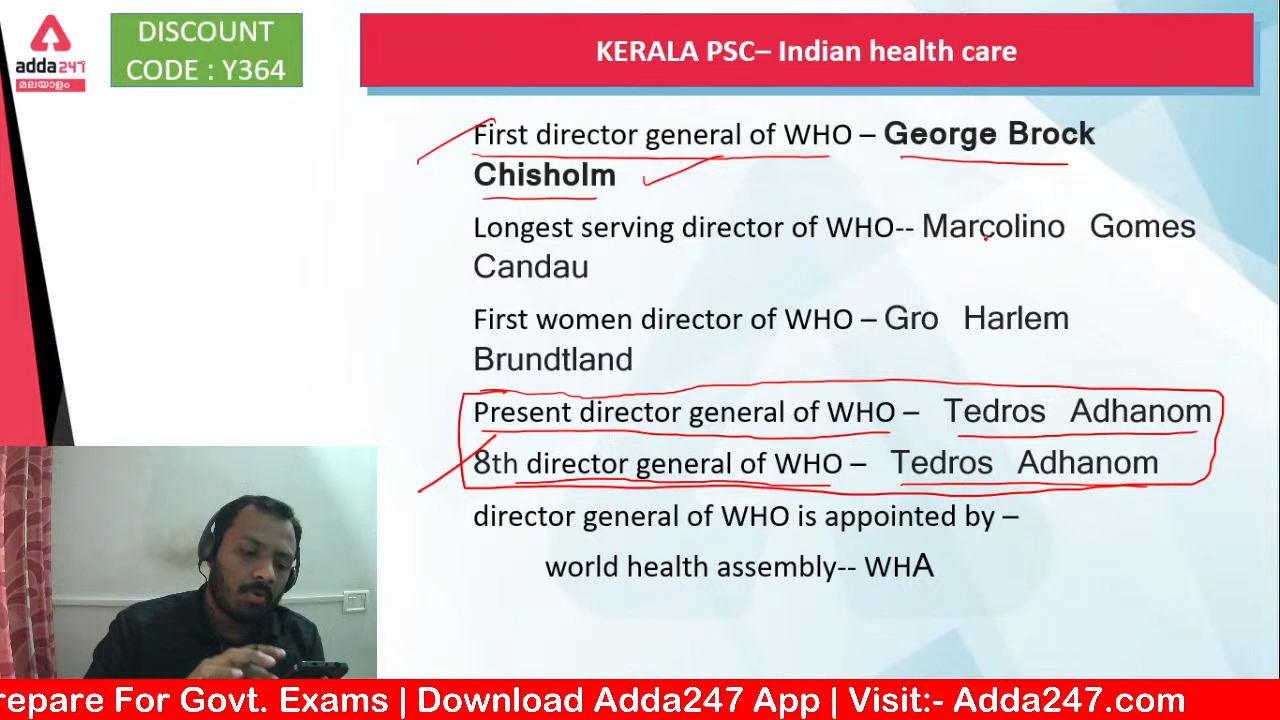 adda247
മലയാളം
DISCOUNT
CODE : Y364
KERALA PSC– Indian health care
First director general of WHO – George Brock
Chisholm
Longest serving director of WHO-- Marcolino Gomes
Candau
First women director of WHO – Gro Harlem
Brundtland
Present director general of WHO – Tedros Adhanom
8th director general of WHO – Tedros Adhanom
director general of WHO is appointed by –
world health assembly-- WHA
repare For Govt. Exams | Download Adda247 App | Visit:- Adda247.com